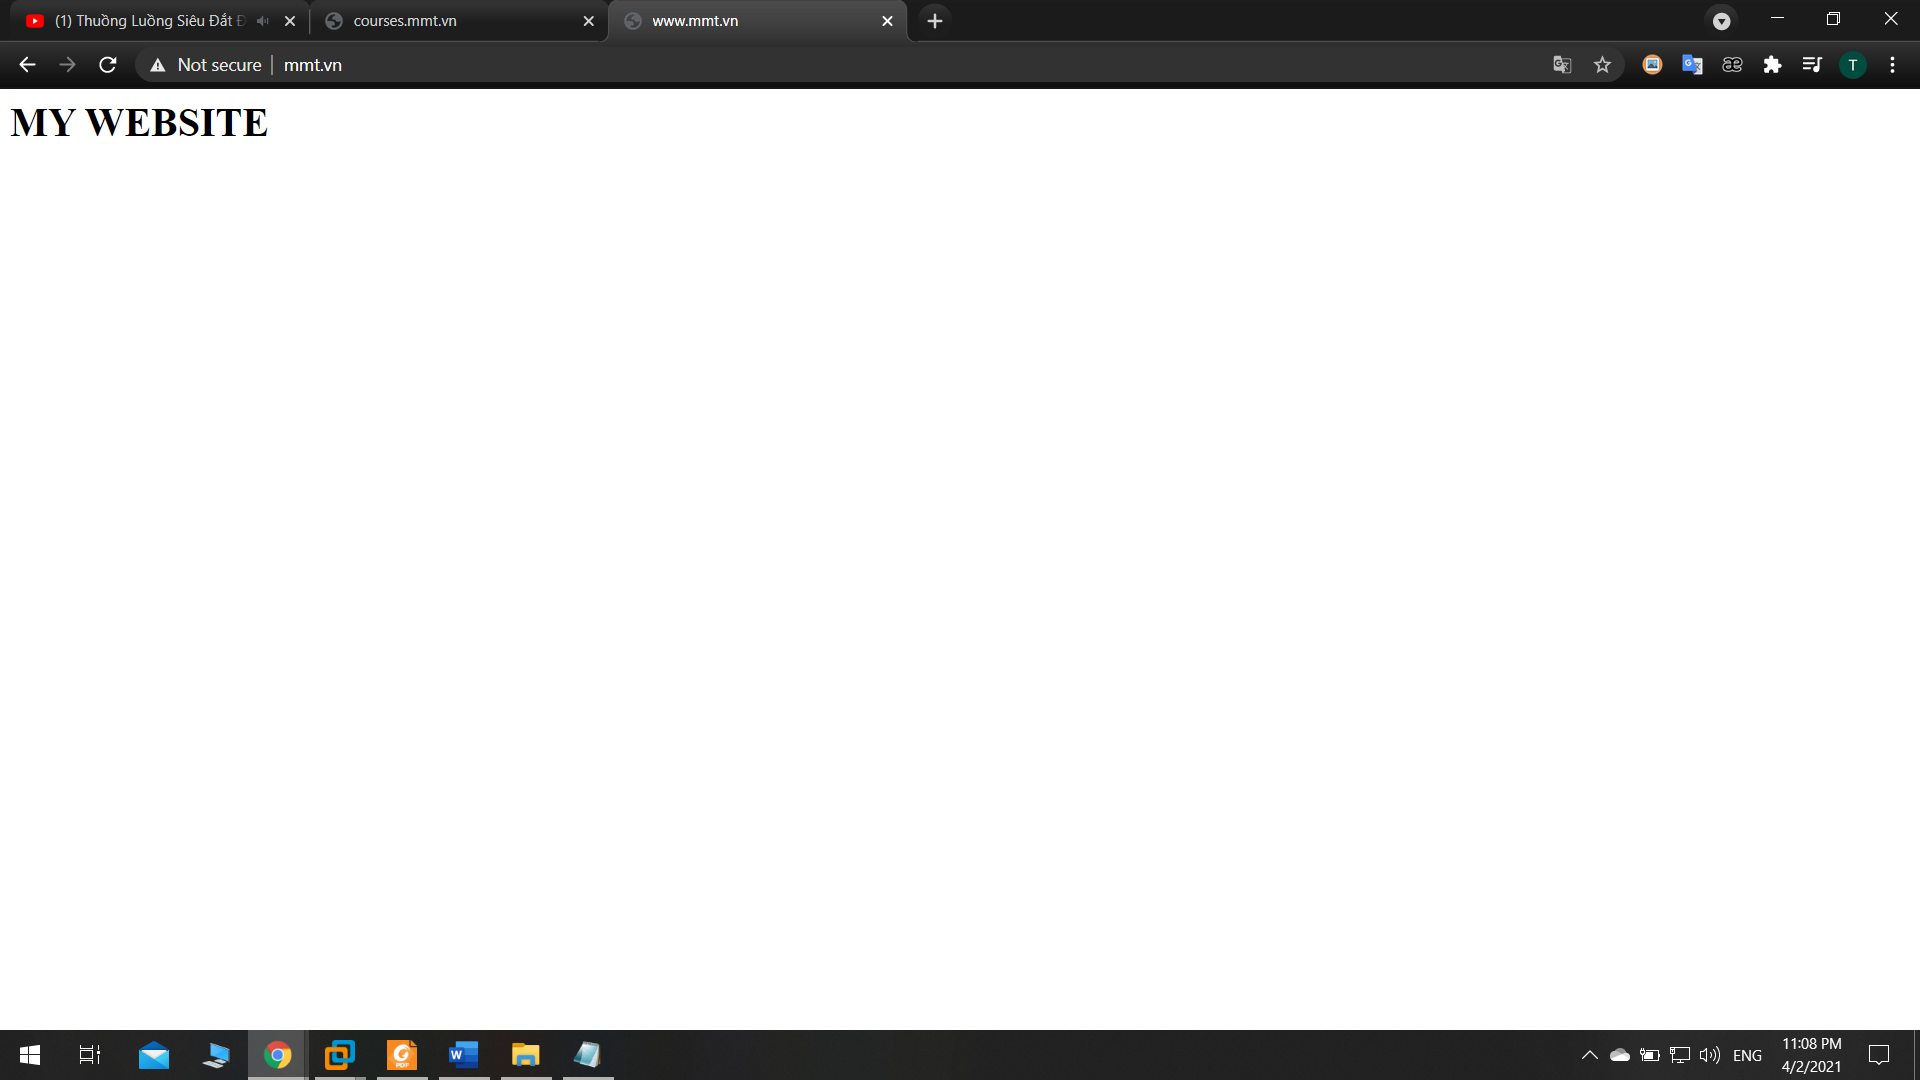 (1) Thuồng Luồng Siêu Đắt Đ
courses.mmt.vn
www.mmt.vn
Not secure
mmt.vn
T
MY WEBSITE
ENG
11:08 PM
4/2/2021